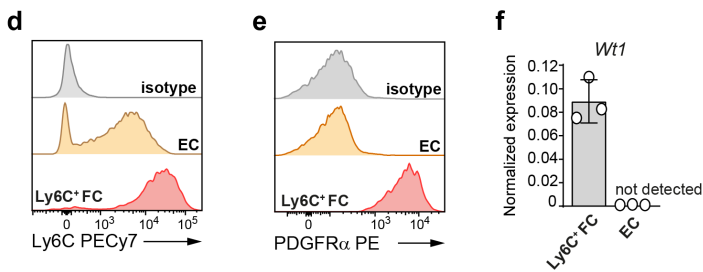 d
isotype
EC
Ly6C⁺ FC
0 10³ 10⁴ 10⁵
Ly6C PECy7
e
isotype
EC
Ly6C⁺ FC
0 10³ 10⁴
PDGFRα PE
f
Wt1
Normalized expression
0.12
0.10
0.08
0.06
0.04
0.02
0
not detected
Ly6C⁺ FC
EC